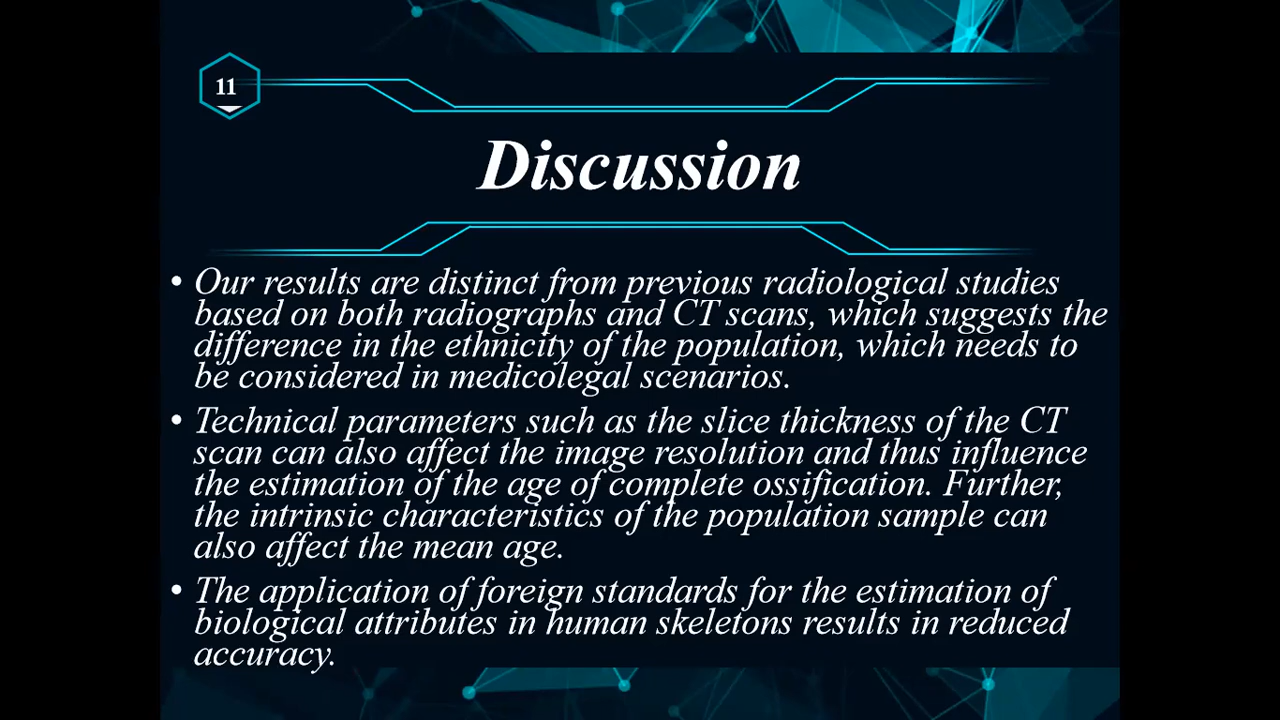 11
Discussion
• Our results are distinct from previous radiological studies
based on both radiographs and CT scans, which suggests the
difference in the ethnicity of the population, which needs to
be considered in medicolegal scenarios.
• Technical parameters such as the slice thickness of the CT
scan can also affect the image resolution and thus influence
the estimation of the age of complete ossification. Further,
the intrinsic characteristics of the population sample can
also affect the mean age.
• The application of foreign standards for the estimation of
biological attributes in human skeletons results in reduced
accuracy.